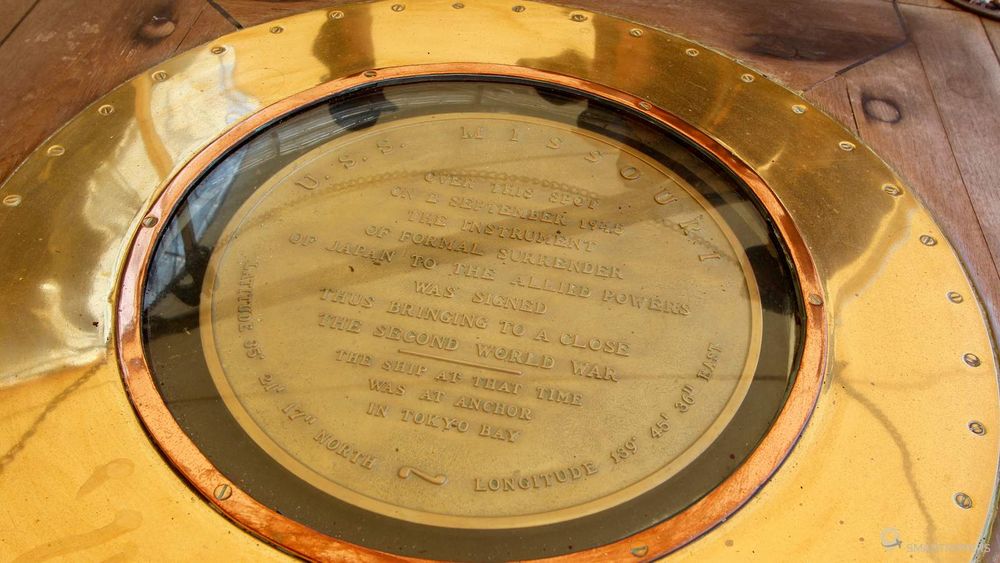 U.S.S. MISSOURI
OVER THIS SPOT
ON 2 SEPTEMBER 1945
THE INSTRUMENT
OF FORMAL SURRENDER
OF JAPAN TO THE ALLIED POWERS
WAS SIGNED
THUS BRINGING TO A CLOSE
THE SECOND WORLD WAR
THE SHIP AT THAT TIME
WAS AT ANCHOR
IN TOKYO BAY
LATITUDE 35° 21' 17" NORTH
LONGITUDE 139° 45' 36" EAST